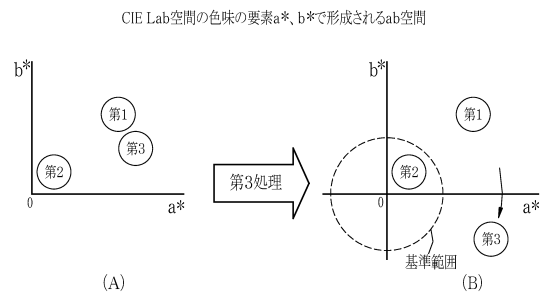 CIE Lab空間の色味の要素a*、b*で形成されるab空間
b*
第1
第3
第2
0
a*
(A)
第3処理
b*
第1
第2
0
a*
第3
基準範囲
(B)